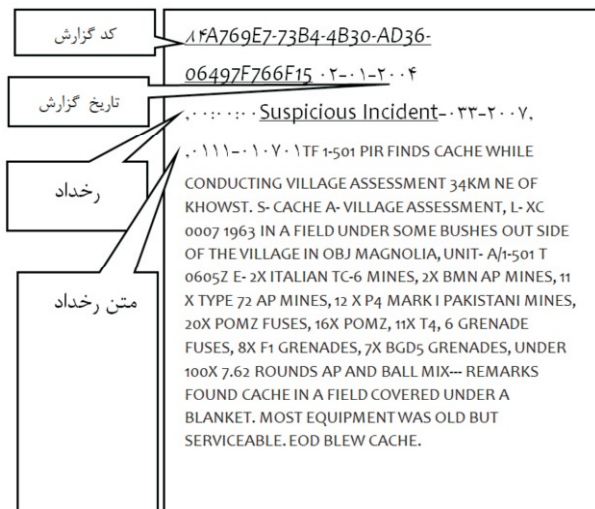 کد گزارش
تاریخ گزارش
رخداد
متن رخداد
۸۴A769E7-73B4-4B30-AD36-
06497F766F15 ۰۲-۰۱-۲۰۰۴
,۰۰:۰۰:۰۰Suspicious Incident-۰۳۳-۲۰۰۷,
,۰۱۱۱-۰۱۰۷۰۱TF 1-501 PIR FINDS CACHE WHILE
CONDUCTING VILLAGE ASSESSMENT 34KM NE OF
KHOWST. S- CACHE A- VILLAGE ASSESSMENT, L- XC
0007 1963 IN A FIELD UNDER SOME BUSHES OUT SIDE
OF THE VILLAGE IN OBJ MAGNOLIA, UNIT- A/1-501 T
0605Z E- 2X ITALIAN TC-6 MINES, 2X BMN AP MINES, 11
X TYPE 72 AP MINES, 12 X P4 MARK I PAKISTANI MINES,
20X POMZ FUSES, 16X POMZ, 11X T4, 6 GRENADE
FUSES, 8X F1 GRENADES, 7X BGD5 GRENADES, UNDER
100X 7.62 ROUNDS AP AND BALL MIX--- REMARKS
FOUND CACHE IN A FIELD COVERED UNDER A
BLANKET. MOST EQUIPMENT WAS OLD BUT
SERVICEABLE. EOD BLEW CACHE.